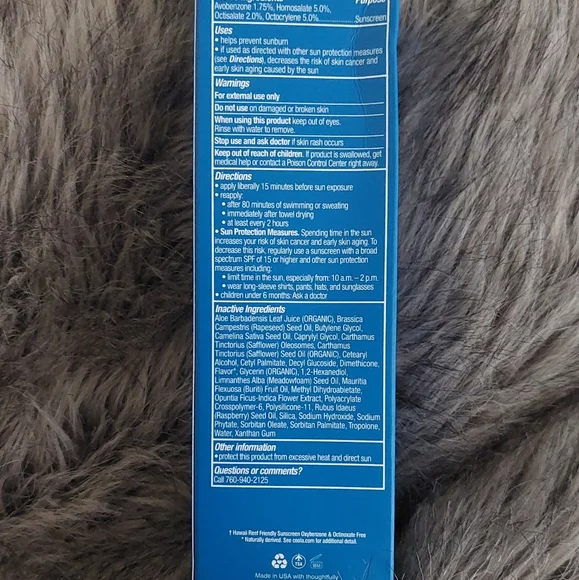 Purpose
Avobenzone 1.75%, Homosalate 5.0%,
Octisalate 2.0%, Octocrylene 5.0% Sunscreen
Uses
• helps prevent sunburn
• if used as directed with other sun protection measures
(see Directions), decreases the risk of skin cancer and
early skin aging caused by the sun
Warnings
For external use only
Do not use on damaged or broken skin
When using this product keep out of eyes.
Rinse with water to remove.
Stop use and ask doctor if skin rash occurs
Keep out of reach of children. If product is swallowed, get
medical help or contact a Poison Control Center right away.
Directions
• apply liberally 15 minutes before sun exposure
• reapply:
• after 80 minutes of swimming or sweating
• immediately after towel drying
• at least every 2 hours
• Sun Protection Measures. Spending time in the sun
increases your risk of skin cancer and early skin aging. To
decrease this risk, regularly use a sunscreen with a broad
spectrum SPF of 15 or higher and other sun protection
measures including:
• limit time in the sun, especially from: 10 a.m. – 2 p.m.
• wear long-sleeve shirts, pants, hats, and sunglasses
• children under 6 months: Ask a doctor
Inactive Ingredients
Aloe Barbadensis Leaf Juice (ORGANIC), Brassica
Campestris (Rapeseed) Seed Oil, Butylene Glycol,
Camelina Sativa Seed Oil, Caprylyl Glycol, Carthamus
Tinctorius (Safflower) Oleosomes, Carthamus
Tinctorius (Safflower) Seed Oil (ORGANIC), Cetearyl
Alcohol, Cetyl Palmitate, Decyl Glucoside, Dimethicone,
Flavor*, Glycerin (ORGANIC), 1,2-Hexanediol,
Limnanthes Alba (Meadowfoam) Seed Oil, Mauritia
Flexuosa (Buriti) Fruit Oil, Methyl Dihydroabietate,
Opuntia Ficus-Indica Flower Extract, Polyacrylate
Crosspolymer-6, Polysilicone-11, Rubus Idaeus
(Raspberry) Seed Oil, Silica, Sodium Hydroxide, Sodium
Phytate, Sorbitan Oleate, Sorbitan Palmitate, Tropolone,
Water, Xanthan Gum
Other information
• protect this product from excessive heat and direct sun
Questions or comments?
Call 760-940-2125
† Hawaii Reef Friendly Sunscreen Oxybenzone & Octinoxate Free
* Naturally derived. See coola.com for additional detail.
Made in USA with thoughtfully